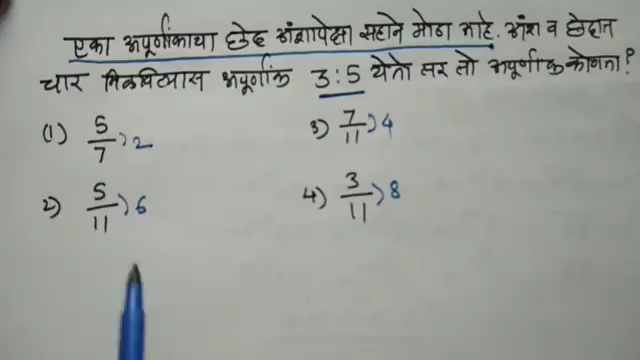 एका अपूर्णांकाचा छेद अंशापेक्षा सहाने मोठा आहे. अंश व छेदात
चार मिळविल्यास अपूर्णांक 3:5 येतो तर तो अपूर्णांक कोणता?
(1) 5/7 >2
3) 7/11 >4
2) 5/11 >6
4) 3/11 >8